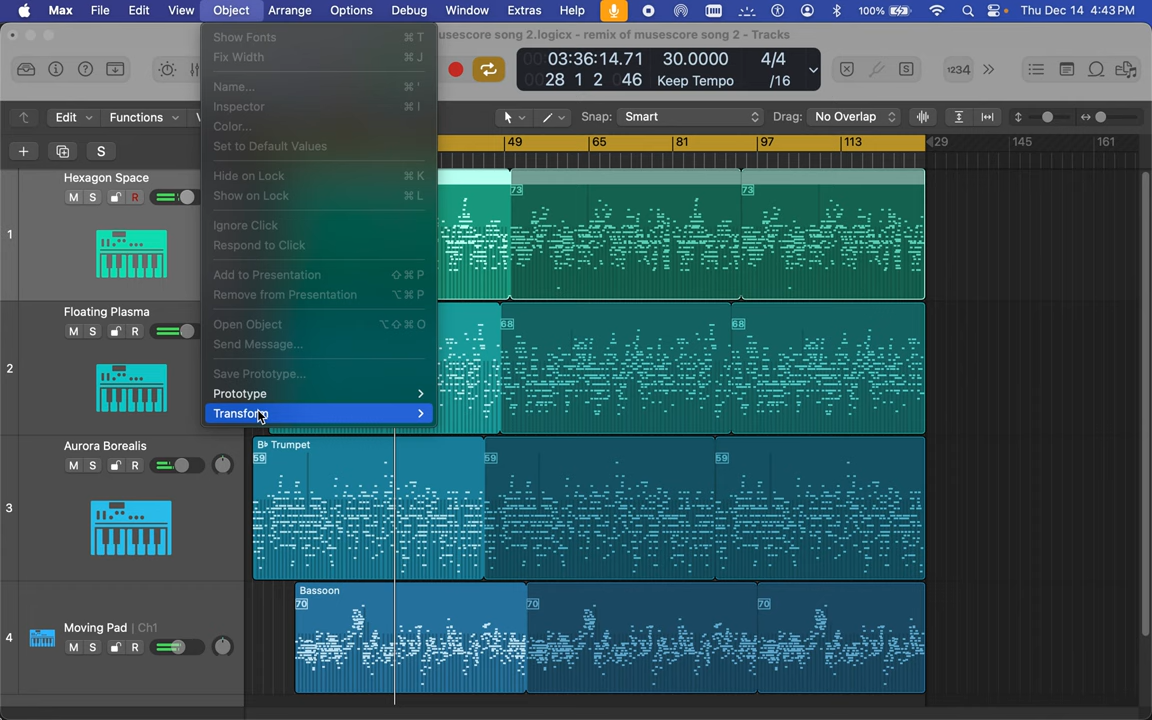 Max File Edit View Object Arrange Options Debug Window Extras Help 100% Thu Dec 14 4:43 PM
usescore song 2.logicx - remix of musescore song 2 - Tracks
03:36:14.71 30.0000 4/4
28 1 2 46 Keep Tempo /16
1234
Edit Functions Snap: Smart Drag: No Overlap
S
49 65 81 97 113 29 145 161
Show Fonts ⌘T
Fix Width ⌘J
Name... ⌘'
Inspector ⌘I
Color...
Set to Default Values
Hide on Lock ⌘K
Show on Lock ⌘L
Ignore Click
Respond to Click
Add to Presentation ⇧⌘P
Remove from Presentation ⌥⌘P
Open Object ⌥⇧⌘O
Send Message...
Save Prototype...
Prototype >
Transform >
1 Hexagon Space
M S R
73 73
2 Floating Plasma
M S R
68 68
3 Aurora Borealis
M S R
B♭ Trumpet
59 59 59
4 Moving Pad | Ch1
M S R
Bassoon
70 70 70